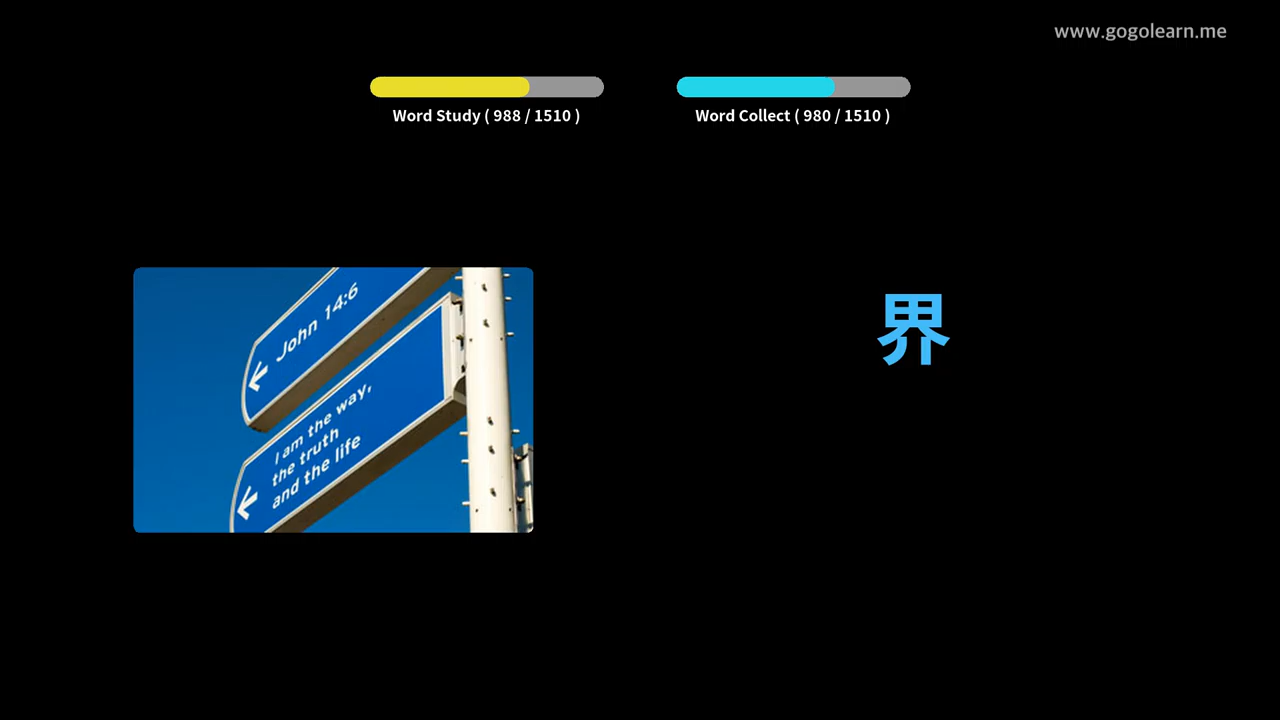 www.gogolearn.me
Word Study ( 988 / 1510 )
Word Collect ( 980 / 1510 )
John 14:6
I am the way,
the truth
and the life
界